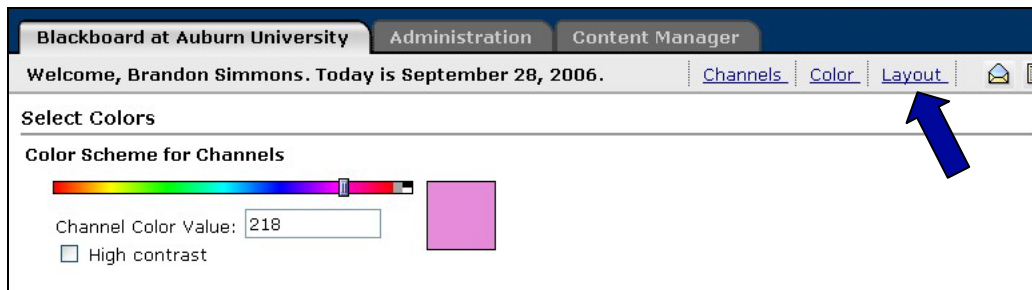 Blackboard at Auburn University Administration Content Manager
Welcome, Brandon Simmons. Today is September 28, 2006. Channels Color Layout
Select Colors
Color Scheme for Channels
Channel Color Value: 218
High contrast